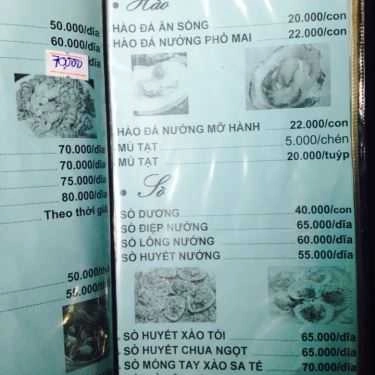 50.000/dĩa
60.000/dĩa
70,000
70.000/dĩa
70.000/dĩa
75.000/dĩa
80.000/dĩa
Theo thời giá
50.000/
55.000/
Hào
HÀO ĐÁ ĂN SỐNG 20.000/con
HÀO ĐÁ NƯỚNG PHÔ MAI 22.000/con
HÀO ĐÁ NƯỚNG MỠ HÀNH 22.000/con
MÙ TẠT 5.000/chén
MÙ TẠT 20.000/tuýp
• Sò
SÒ DƯƠNG 40.000/con
SÒ ĐIỆP NƯỚNG 65.000/dĩa
SÒ LÔNG NƯỚNG 60.000/dĩa
SÒ HUYẾT NƯỚNG 55.000/dĩa
SÒ HUYẾT XÀO TỎI 65.000/dĩa
SÒ HUYẾT CHUA NGỌT 65.000/dĩa
SÒ MÓNG TAY XÀO SA TẾ 70.000/dĩa